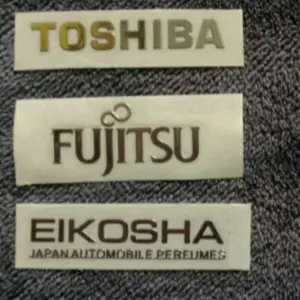 TOSHIBA
FUJITSU
EIKOSHA
JAPAN AUTOMOBILE PERFUMES